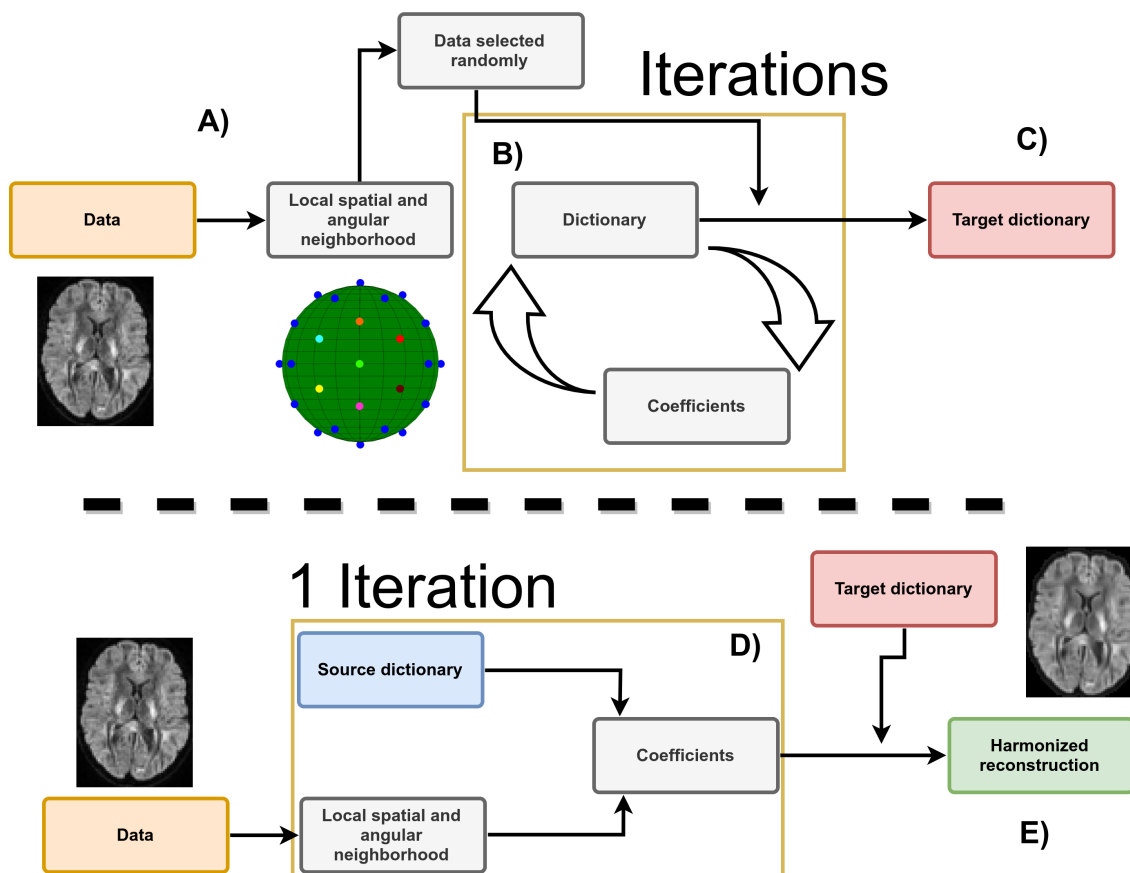 Data selected
randomly
Iterations
A)
B)
C)
Data
Local spatial and
angular
neighborhood
Dictionary
Target dictionary
Coefficients
1 Iteration
Target dictionary
D)
Source dictionary
Coefficients
Harmonized
reconstruction
Data
Local spatial and
angular
neighborhood
E)